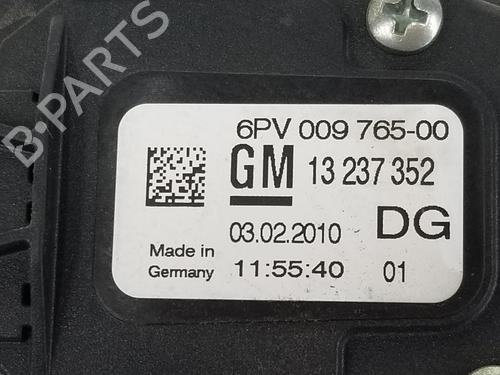 6PV 009 765-00
GM 13 237 352
03.02.2010 DG
Made in
Germany 11:55:40 01
B-PARTS